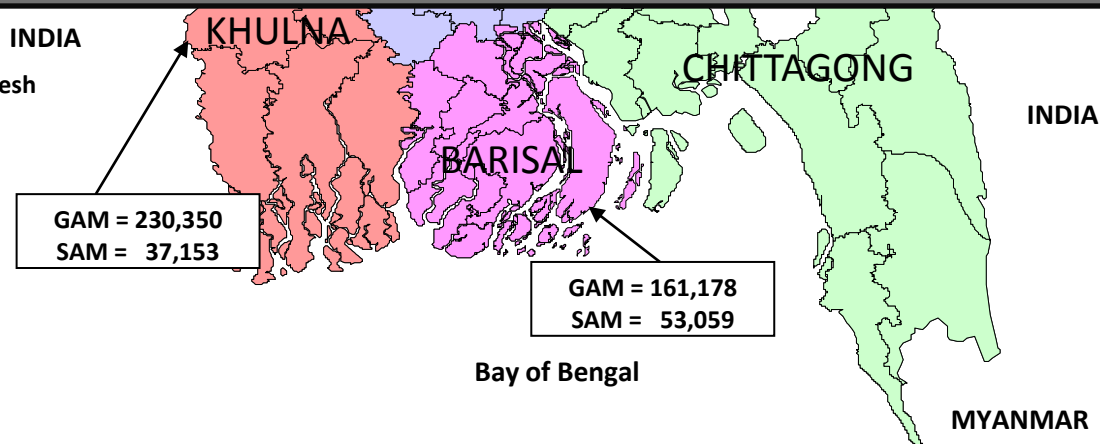 INDIA
KHULNA
esh
CHITTAGONG
INDIA
BARISAL
GAM = 230,350
SAM = 37,153
GAM = 161,178
SAM = 53,059
Bay of Bengal
MYANMAR